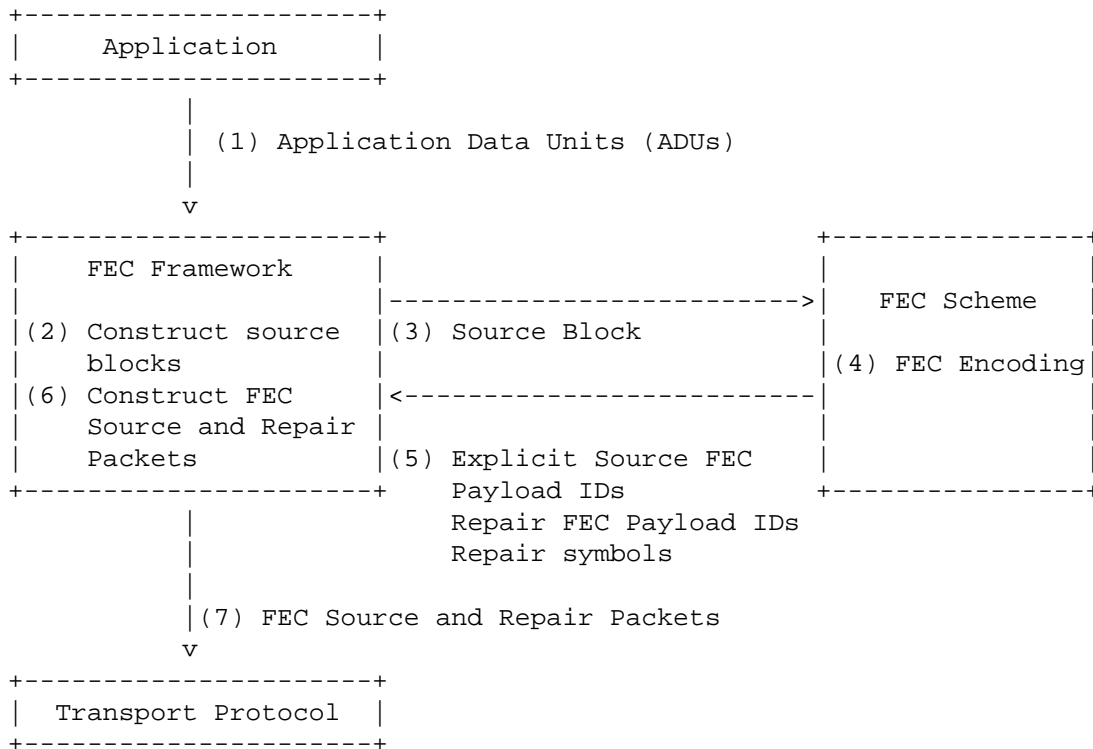 Application
(1) Application Data Units (ADUs)
FEC Framework
FEC Scheme
(2) Construct source
blocks
(3) Source Block
(4) FEC Encoding
(6) Construct FEC
Source and Repair
Packets
(5) Explicit Source FEC
Payload IDs
Repair FEC Payload IDs
Repair symbols
(7) FEC Source and Repair Packets
Transport Protocol